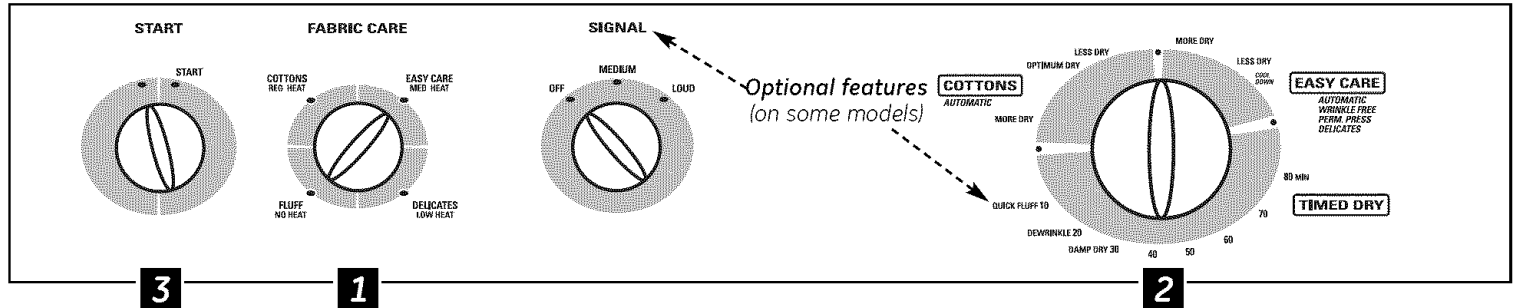 START
START
FABRIC CARE
COTTONS
REG HEAT
EASY CARE
MED HEAT
FLUFF
NO HEAT
DELICATES
LOW HEAT
SIGNAL
OFF
MEDIUM
LOUD
Optional features
(on some models)
COTTONS
AUTOMATIC
MORE DRY
OPTIMUM DRY
LESS DRY
MORE DRY
LESS DRY
COOL
DOWN
EASY CARE
AUTOMATIC
WRINKLE FREE
PERM. PRESS
DELICATES
80 MIN
TIMED DRY
70
60
50
40
DAMP DRY 30
DEWRINKLE 20
QUICK FLUFF 10
3
1
2